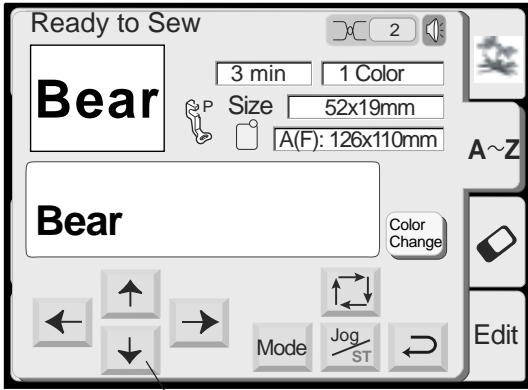 Ready to Sew
2
Bear
3 min
1 Color
P
Size
52x19mm
A(F): 126x110mm
A~Z
Bear
Color
Change
Mode
Jog
ST
Edit